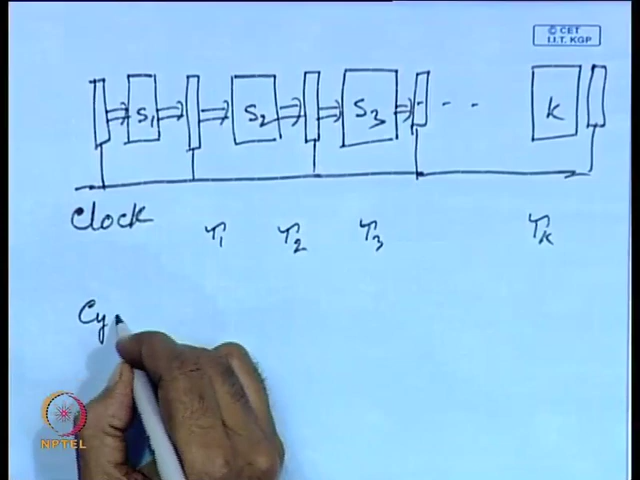 © CET
I.I.T. KGP
S1 S2 S3 - - - K
Clock
τ1 τ2 τ3 τk
Cy
NPTEL